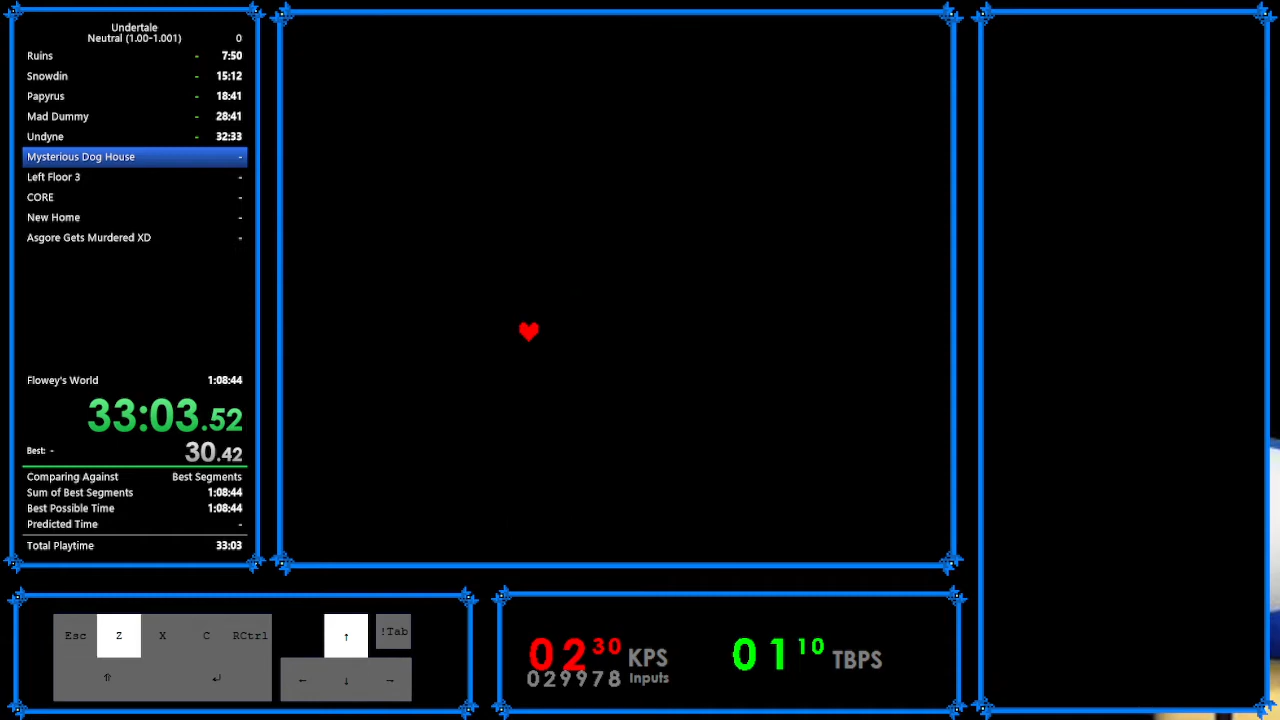 Undertale
Neutral (1.00-1.001) 0
Ruins - 7:50
Snowdin - 15:12
Papyrus - 18:41
Mad Dummy - 28:41
Undyne - 32:33
Mysterious Dog House -
Left Floor 3 -
CORE -
New Home -
Asgore Gets Murdered XD -
Flowey's World 1:08:44
33:03.52
Best: - 30.42
Comparing Against Best Segments
Sum of Best Segments 1:08:44
Best Possible Time 1:08:44
Predicted Time -
Total Playtime 33:03
Esc Z X C RCtrl ↑ !Tab
⇧ ↵ ← ↓ →
02 30 KPS 01 10 TBPS
029978 Inputs